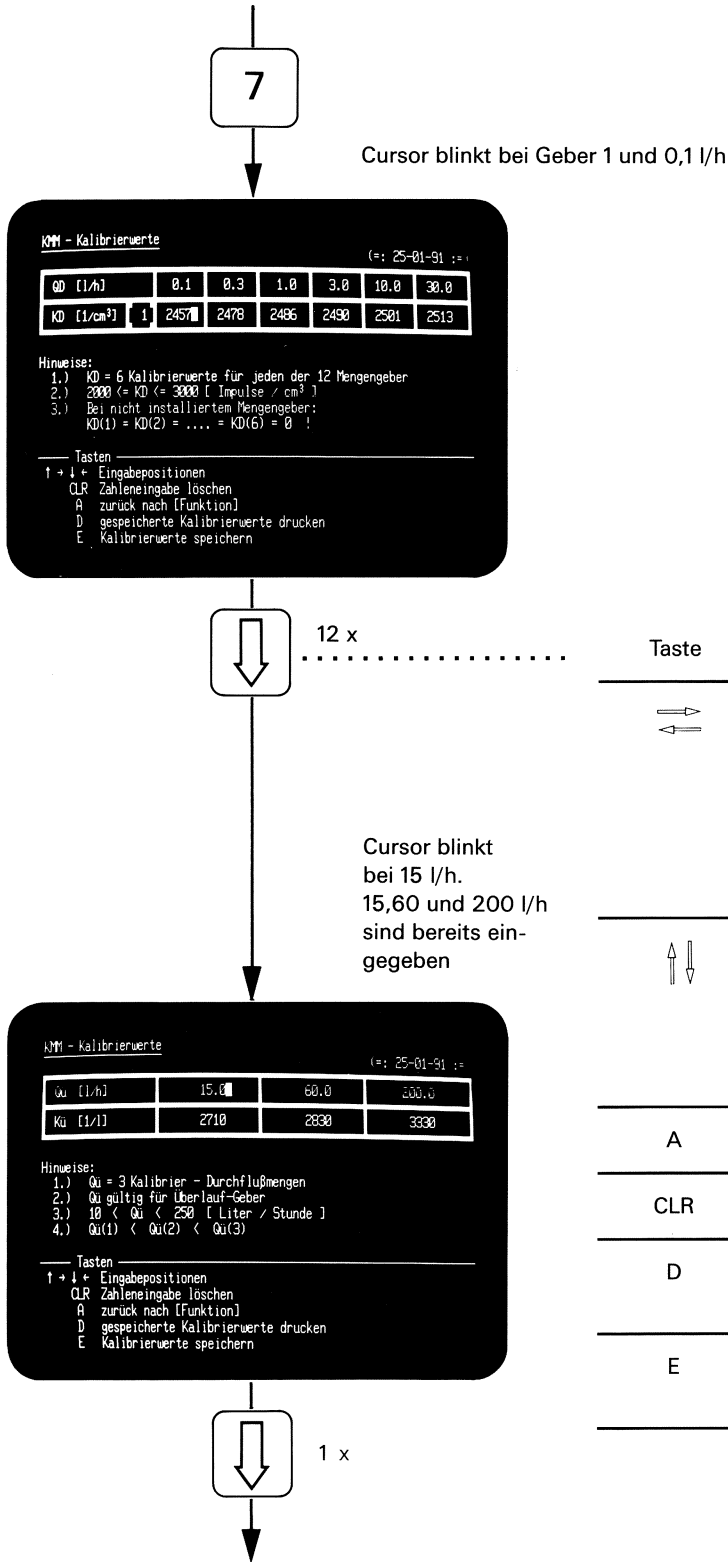 7
Cursor blinkt bei Geber 1 und 0,1 l/h
KMM - Kalibrierwerte
(=: 25-01-91 :=
QD [l/h] 0.1 0.3 1.0 3.0 10.0 30.0
KD [1/cm³] 1 2457 2478 2486 2490 2501 2513
Hinweise:
1.) KD = 6 Kalibrierwerte für jeden der 12 Mengengeber
2.) 2000 <= KD <= 3000 [ Impulse / cm³ ]
3.) Bei nicht installiertem Mengengeber:
KD(1) = KD(2) = .... = KD(6) = 0 !
Tasten
↑ → ↓ ← Eingabepositionen
CLR Zahleneingabe löschen
A zurück nach [Funktion]
D gespeicherte Kalibrierwerte drucken
E Kalibrierwerte speichern
12 x
Taste
Cursor blinkt
bei 15 l/h.
15,60 und 200 l/h
sind bereits ein-
gegeben
KMM - Kalibrierwerte
(=: 25-01-91 :=
Qü [l/h] 15.0 60.0 200.0
Kü [1/l] 2710 2830 3330
Hinweise:
1.) Qü = 3 Kalibrier - Durchflußmengen
2.) Qü gültig für Überlauf-Geber
3.) 10 < Qü < 250 [ Liter / Stunde ]
4.) Qü(1) < Qü(2) < Qü(3)
Tasten
↑ → ↓ ← Eingabepositionen
CLR Zahleneingabe löschen
A zurück nach [Funktion]
D gespeicherte Kalibrierwerte drucken
E Kalibrierwerte speichern
A
CLR
D
E
1 x